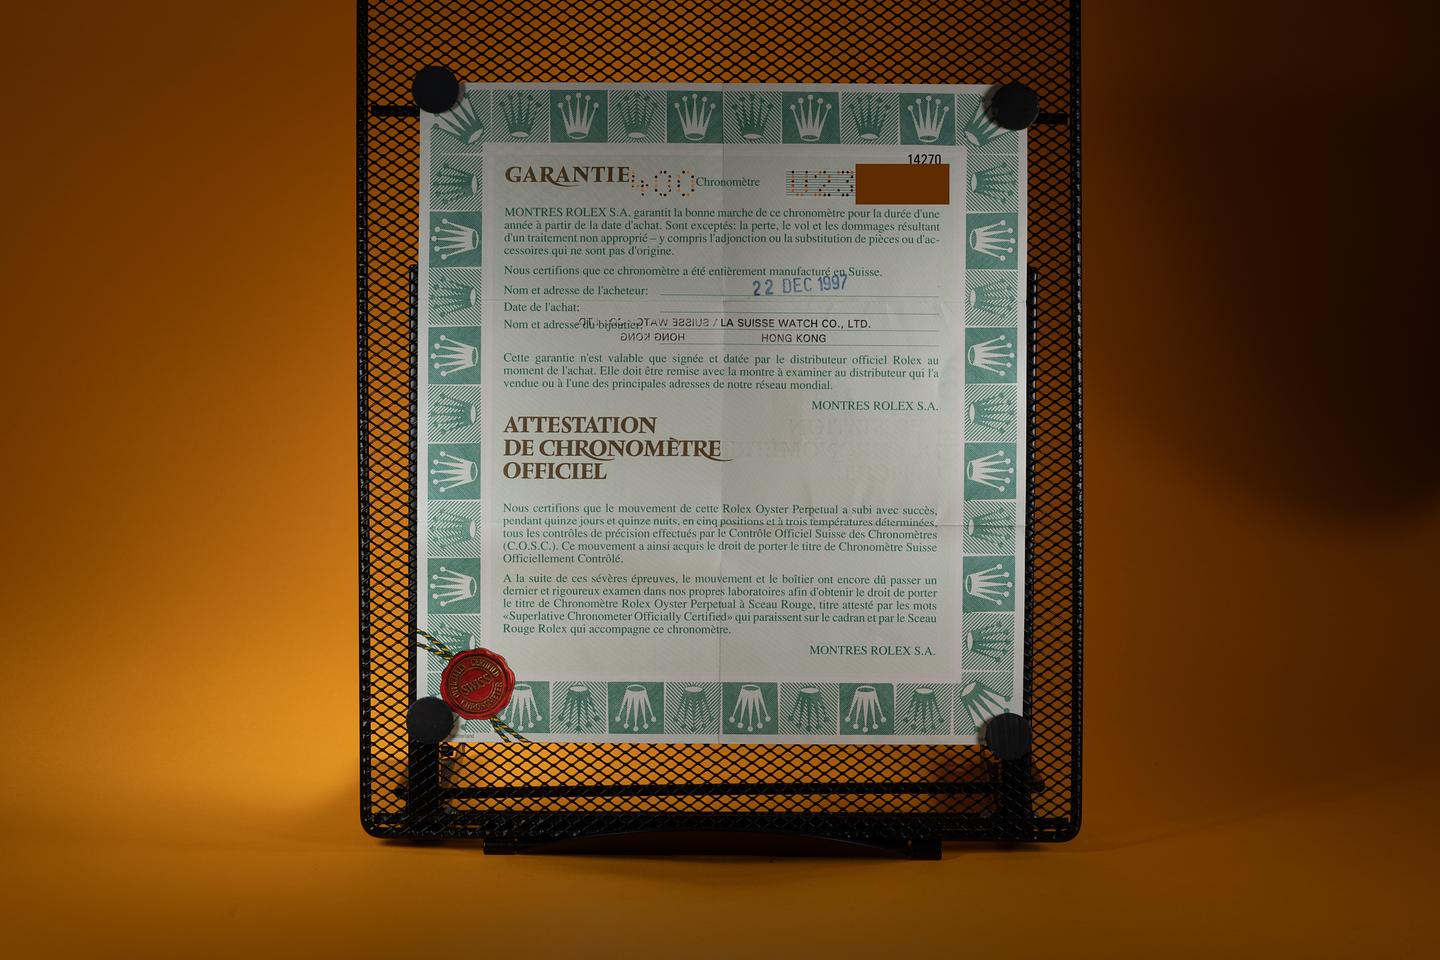 14270
GARANTIE 400 Chronomètre U23
MONTRES ROLEX S.A. garantit la bonne marche de ce chronomètre pour la durée d'une
année à partir de la date d'achat. Sont exceptés: la perte, le vol et les dommages résultant
d'un traitement non approprié – y compris l'adjonction ou la substitution de pièces ou d'ac-
cessoires qui ne sont pas d'origine.
Nous certifions que ce chronomètre a été entièrement manufacturé en Suisse.
Nom et adresse de l'acheteur: 22 DEC 1997
Date de l'achat:
Nom et adresse du bijoutier: / LA SUISSE WATCH CO., LTD.
HONG KONG HONG KONG
Cette garantie n'est valable que signée et datée par le distributeur officiel Rolex au
moment de l'achat. Elle doit être remise avec la montre à examiner au distributeur qui l'a
vendue ou à l'une des principales adresses de notre réseau mondial.
MONTRES ROLEX S.A.
ATTESTATION
DE CHRONOMÈTRE
OFFICIEL
Nous certifions que le mouvement de cette Rolex Oyster Perpetual a subi avec succès,
pendant quinze jours et quinze nuits, en cinq positions et à trois températures déterminées,
tous les contrôles de précision effectués par le Contrôle Officiel Suisse des Chronomètres
(C.O.S.C.). Ce mouvement a ainsi acquis le droit de porter le titre de Chronomètre Suisse
Officiellement Contrôlé.
A la suite de ces sévères épreuves, le mouvement et le boîtier ont encore dû passer un
dernier et rigoureux examen dans nos propres laboratoires afin d'obtenir le droit de porter
le titre de Chronomètre Rolex Oyster Perpetual à Sceau Rouge, titre attesté par les mots
«Superlative Chronometer Officially Certified» qui paraissent sur le cadran et par le Sceau
Rouge Rolex qui accompagne ce chronomètre.
MONTRES ROLEX S.A.
OFFICIALLY CERTIFIED
SWISS
CHRONOMETER